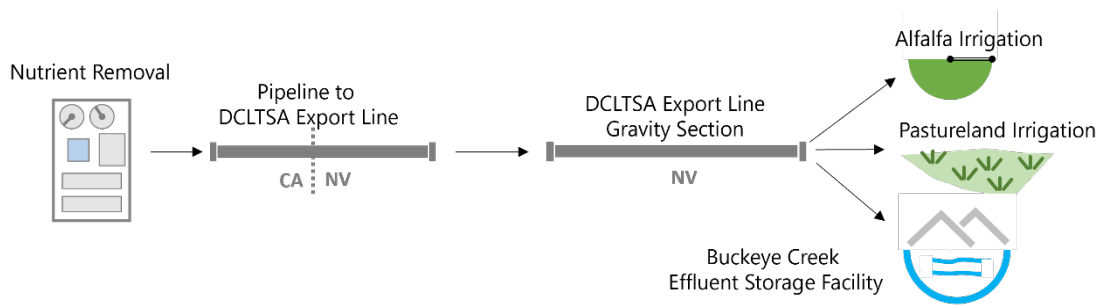 Nutrient Removal
Pipeline to
DCLTSA Export Line
CA
NV
DCLTSA Export Line
Gravity Section
NV
Alfalfa Irrigation
Pastureland Irrigation
Buckeye Creek
Effluent Storage Facility